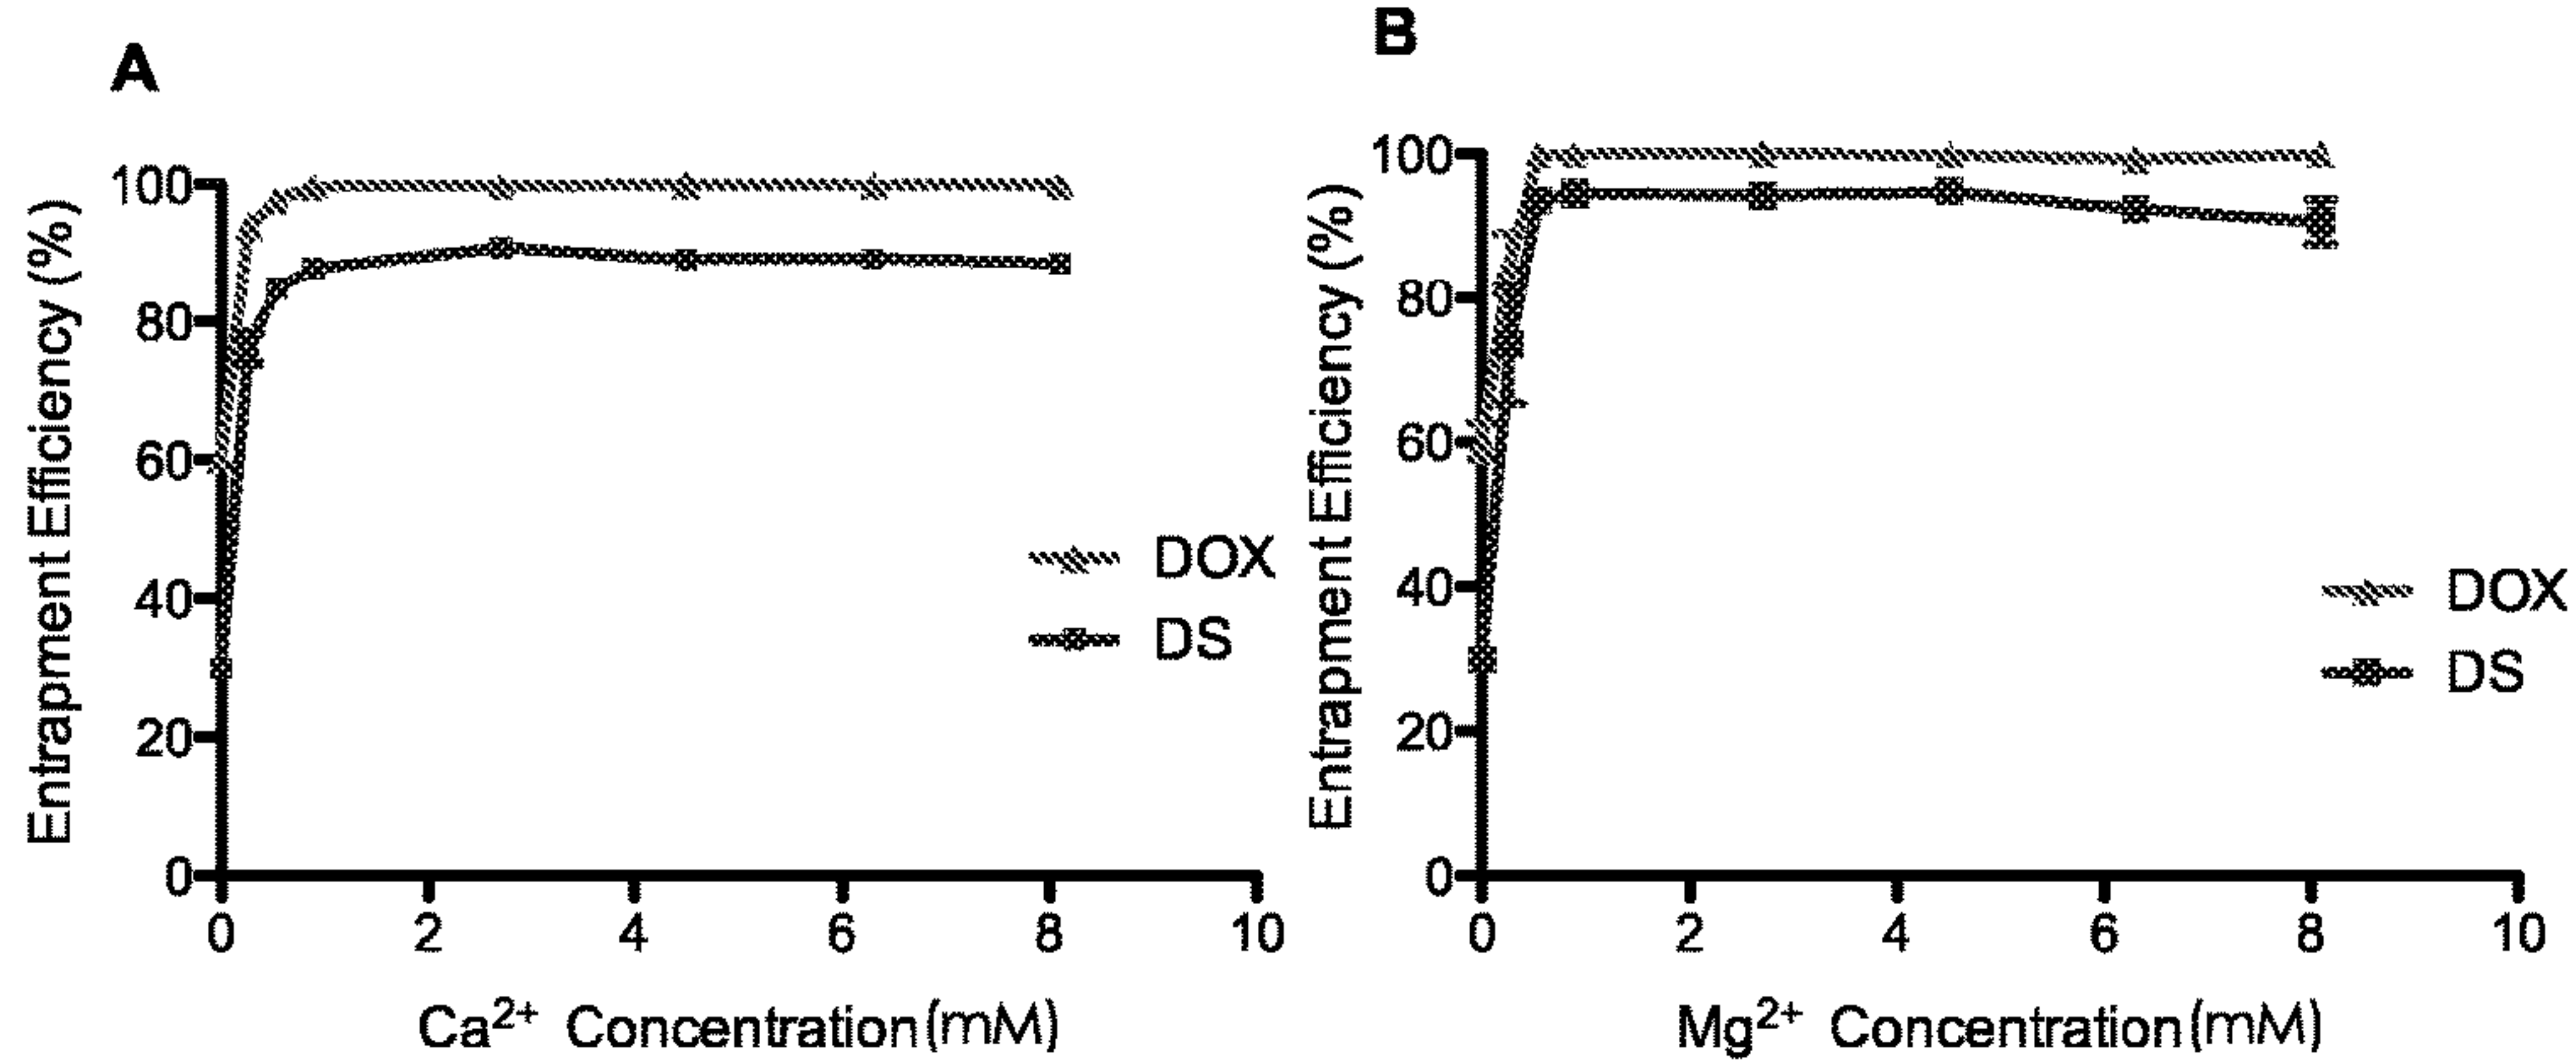 A
Entrapment Efficiency (%)
100
80
60
40
20
0
0 2 4 6 8 10
Ca²⁺ Concentration (mM)
DOX
DS
B
Entrapment Efficiency (%)
100
80
60
40
20
0
0 2 4 6 8 10
Mg²⁺ Concentration (mM)
DOX
DS